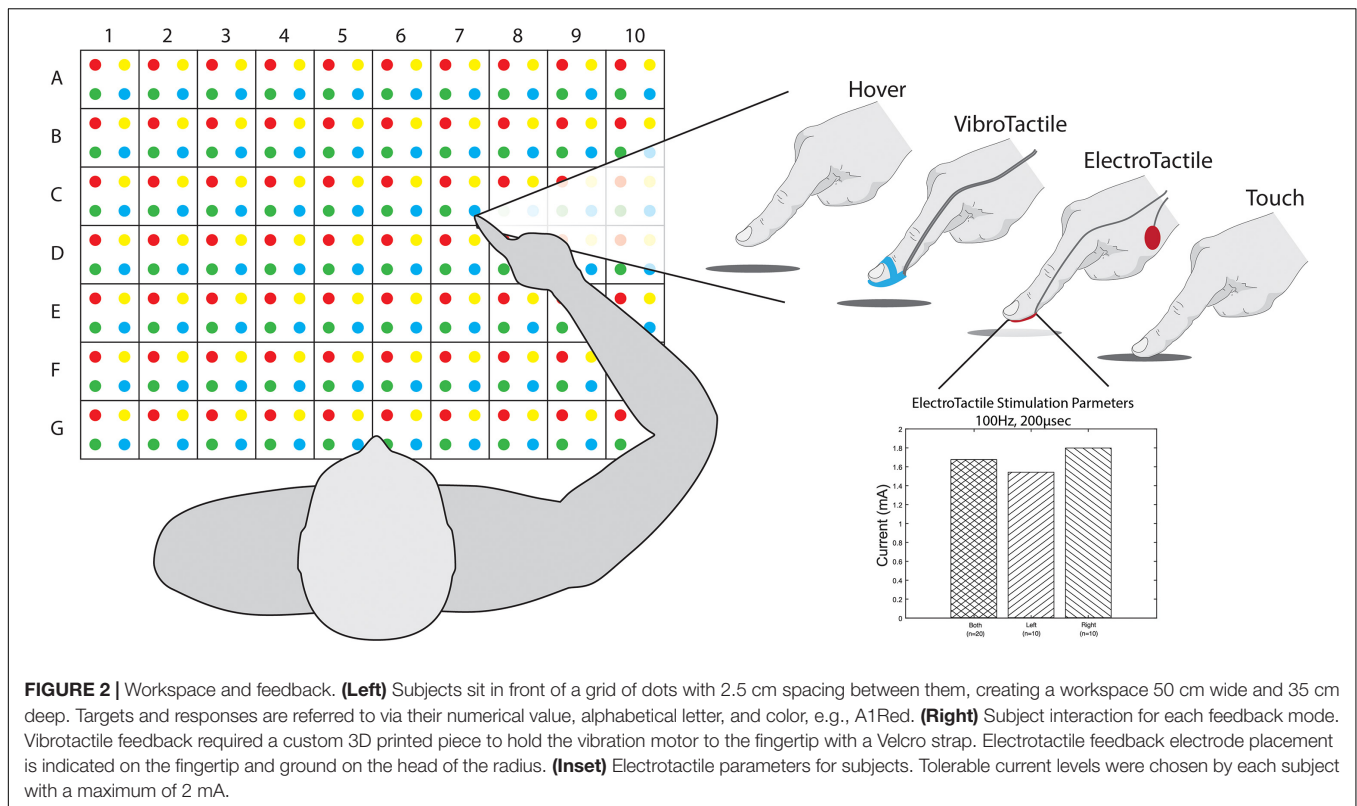 1 2 3 4 5 6 7 8 9 10
A
B
C
D
E
F
G
Hover
VibroTactile
ElectroTactile
Touch
ElectroTactile Stimulation Parmeters
100Hz, 200μsec
Current (mA)
2
1.8
1.6
1.4
1.2
1
0.8
0.6
0.4
0.2
0
Both Left Right
(n=20) (n=10) (n=10)
FIGURE 2 | Workspace and feedback. (Left) Subjects sit in front of a grid of dots with 2.5 cm spacing between them, creating a workspace 50 cm wide and 35 cm
deep. Targets and responses are referred to via their numerical value, alphabetical letter, and color, e.g., A1Red. (Right) Subject interaction for each feedback mode.
Vibrotactile feedback required a custom 3D printed piece to hold the vibration motor to the fingertip with a Velcro strap. Electrotactile feedback electrode placement
is indicated on the fingertip and ground on the head of the radius. (Inset) Electrotactile parameters for subjects. Tolerable current levels were chosen by each subject
with a maximum of 2 mA.